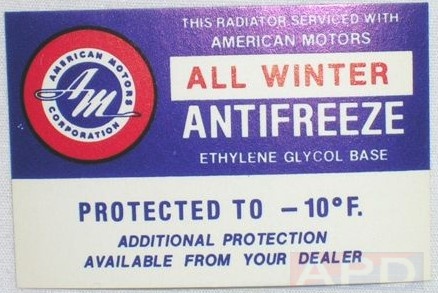 THIS RADIATOR SERVICED WITH
AMERICAN MOTORS
ALL WINTER
ANTIFREEZE
ETHYLENE GLYCOL BASE
AMERICAN MOTORS
AM
CORPORATION
PROTECTED TO -10°F.
ADDITIONAL PROTECTION
AVAILABLE FROM YOUR DEALER
APD